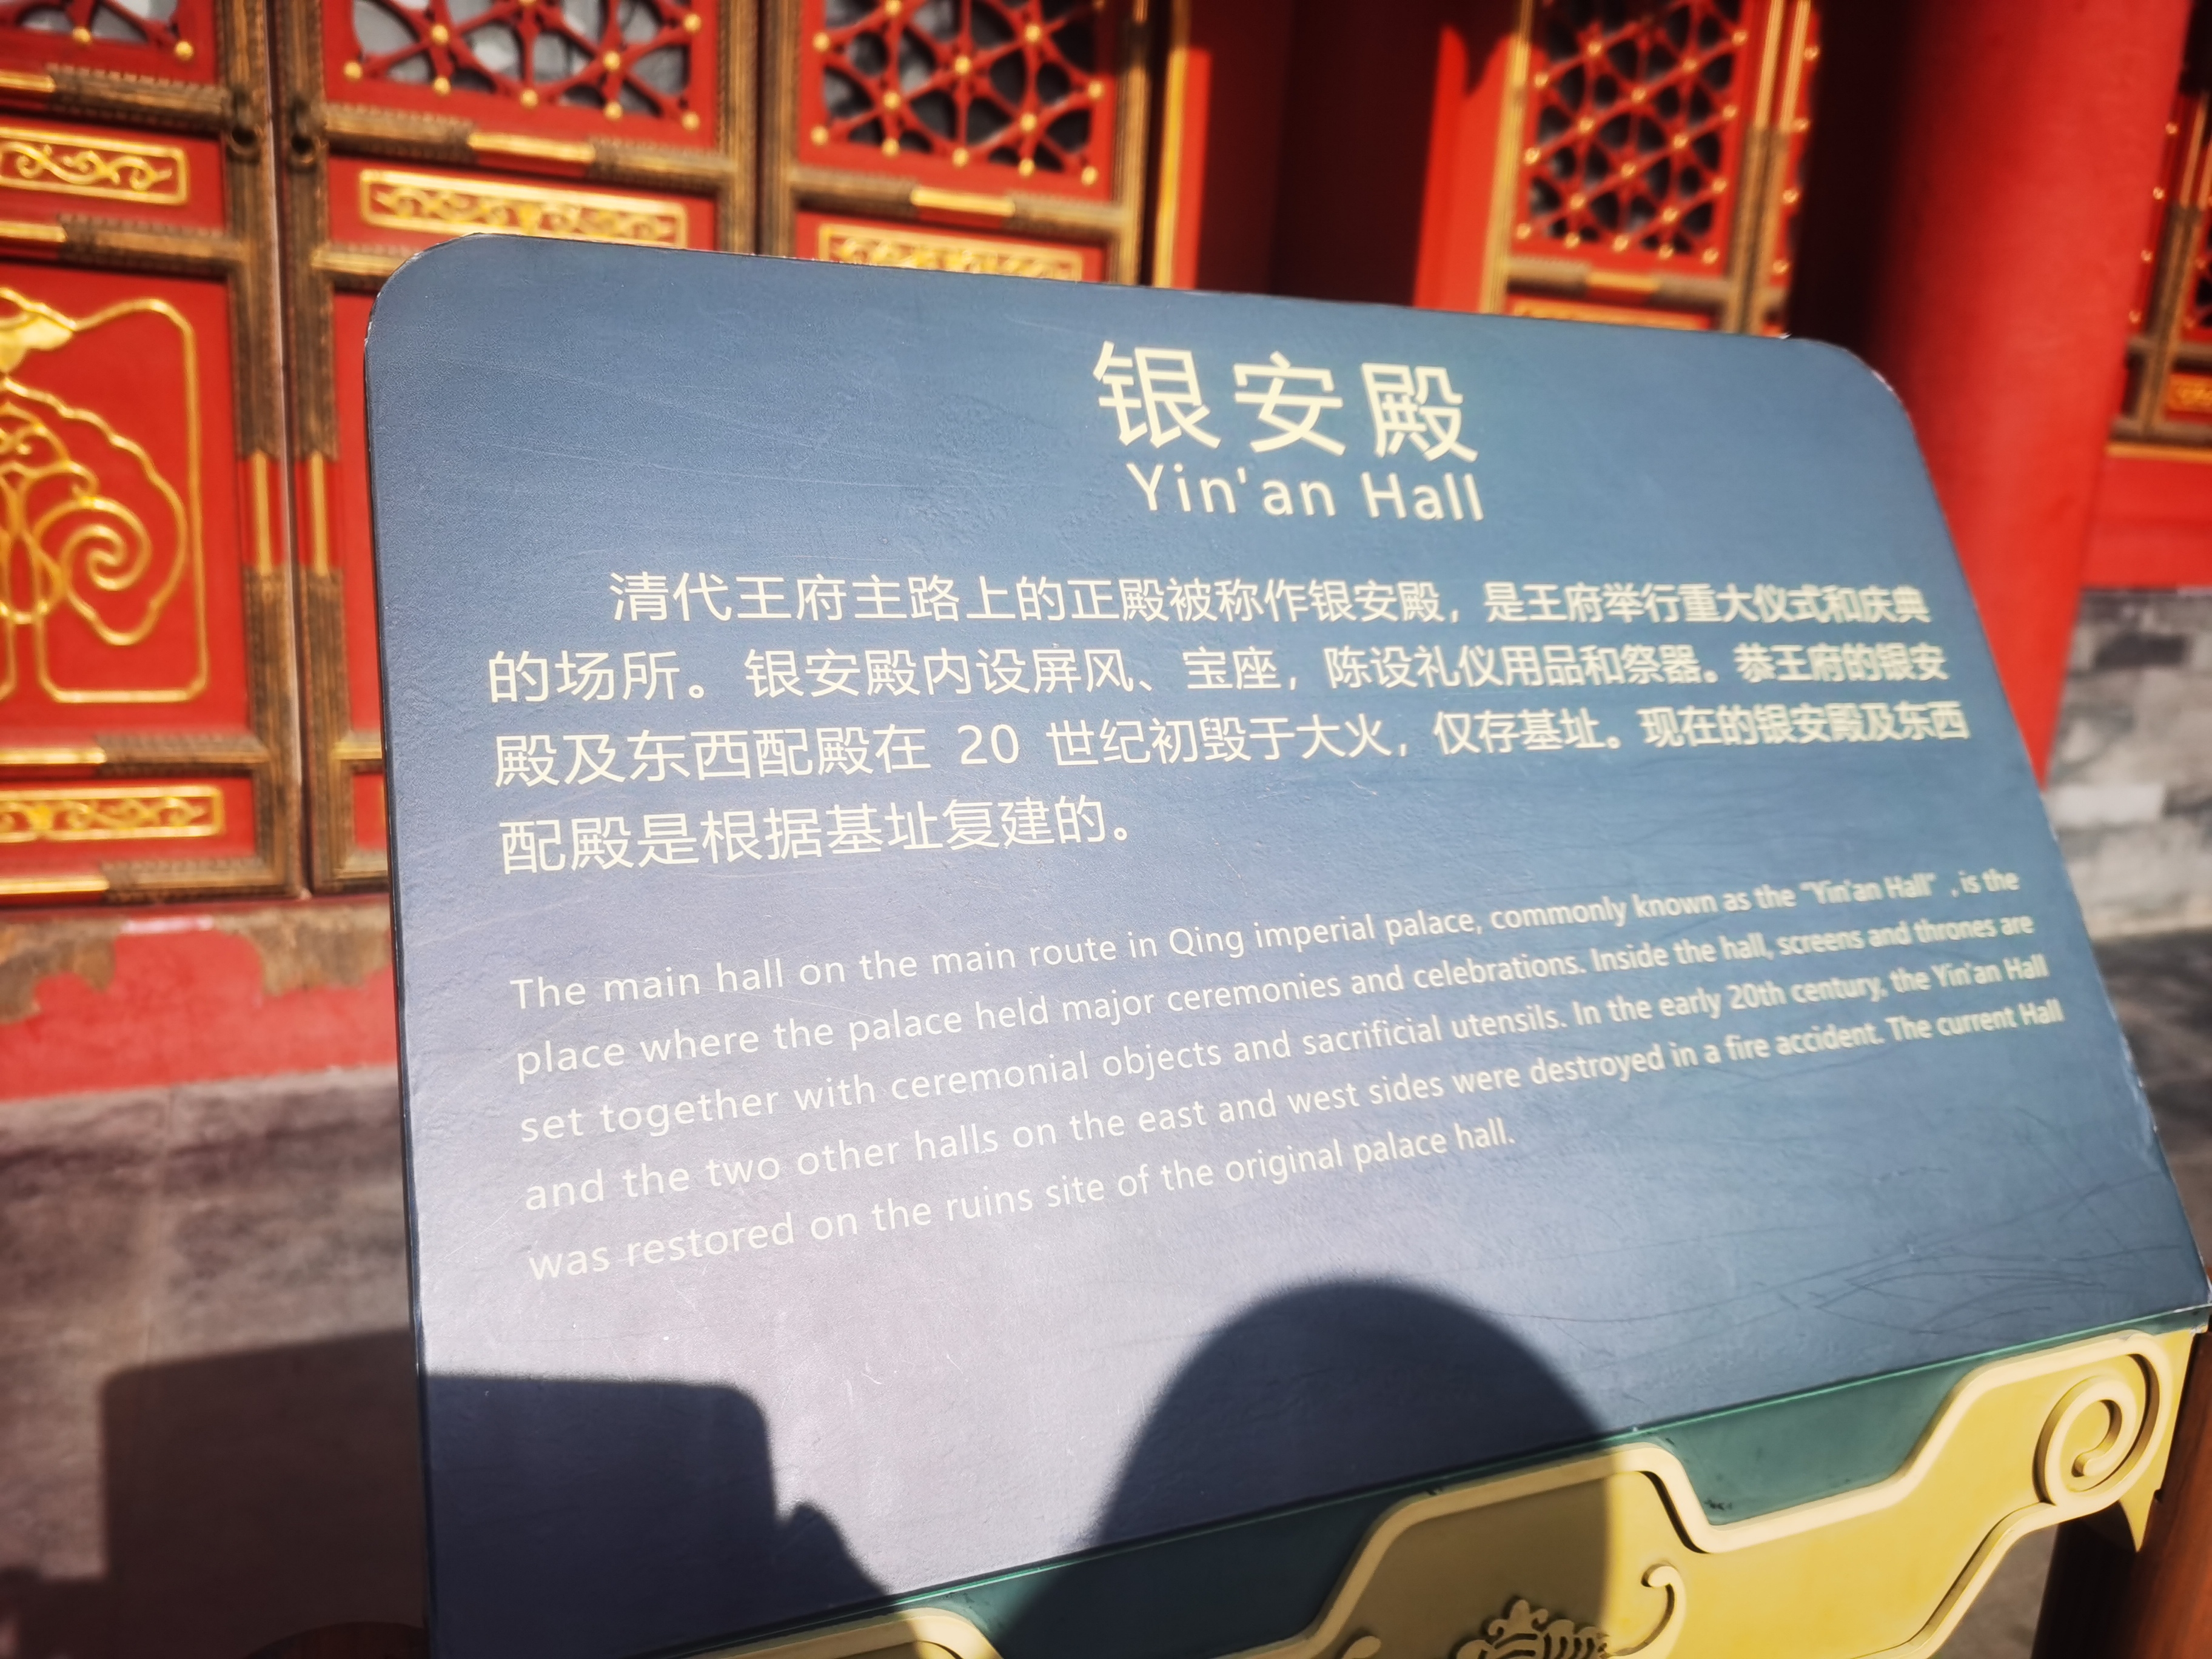 银安殿
Yin'an Hall
清代王府主路上的正殿被称作银安殿，是王府举行重大仪式和庆典
的场所。银安殿内设屏风、宝座，陈设礼仪用品和祭器。恭王府的银安
殿及东西配殿在 20 世纪初毁于大火，仅存基址。现在的银安殿及东西
配殿是根据基址复建的。
The main hall on the main route in Qing imperial palace, commonly known as the "Yin'an Hall" , is the
place where the palace held major ceremonies and celebrations. Inside the hall, screens and thrones are
set together with ceremonial objects and sacrificial utensils. In the early 20th century, the Yin'an Hall
and the two other halls on the east and west sides were destroyed in a fire accident. The current Hall
was restored on the ruins site of the original palace hall.